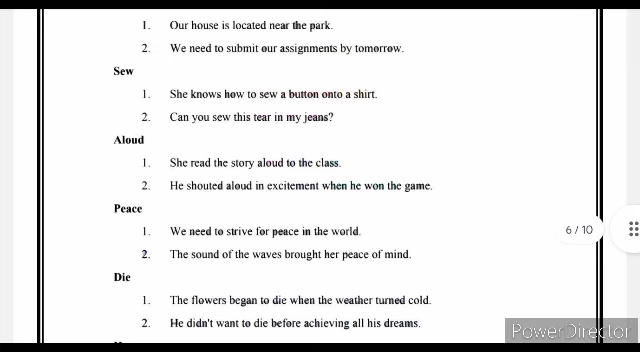 1. Our house is located near the park.
2. We need to submit our assignments by tomorrow.
Sew
1. She knows how to sew a button onto a shirt.
2. Can you sew this tear in my jeans?
Aloud
1. She read the story aloud to the class.
2. He shouted aloud in excitement when he won the game.
Peace
1. We need to strive for peace in the world.
6 / 10
2. The sound of the waves brought her peace of mind.
Die
1. The flowers began to die when the weather turned cold.
2. He didn't want to die before achieving all his dreams.
PowerDirector